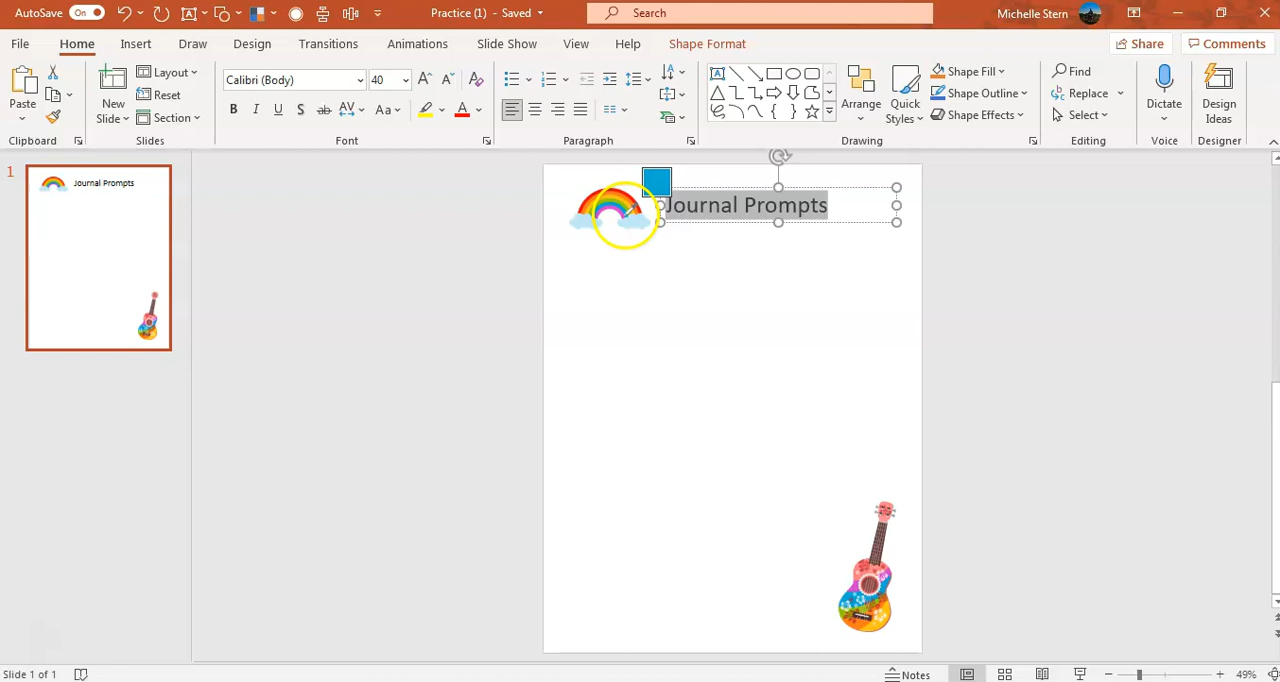 AutoSave On Practice (1) - Saved Search Michelle Stern
File Home Insert Draw Design Transitions Animations Slide Show View Help Shape Format Share Comments
Paste
New
Slide
Layout
Reset
Section
Calibri (Body) 40
B I U S ab AV Aa A
Arrange
Quick
Styles
Shape Fill
Shape Outline
Shape Effects
Find
Replace
Select
Dictate
Design
Ideas
Clipboard Slides Font Paragraph Drawing Editing Voice Designer
1
Journal Prompts
Journal Prompts
Slide 1 of 1 Notes 49%